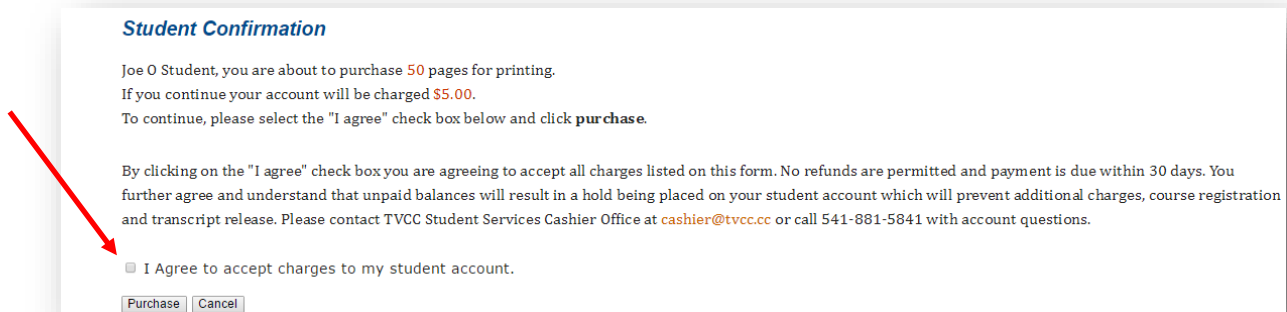 Student Confirmation
Joe O Student, you are about to purchase 50 pages for printing.
If you continue your account will be charged $5.00.
To continue, please select the "I agree" check box below and click purchase.
By clicking on the "I agree" check box you are agreeing to accept all charges listed on this form. No refunds are permitted and payment is due within 30 days. You
further agree and understand that unpaid balances will result in a hold being placed on your student account which will prevent additional charges, course registration
and transcript release. Please contact TVCC Student Services Cashier Office at cashier@tvcc.cc or call 541-881-5841 with account questions.
I Agree to accept charges to my student account.
Purchase Cancel